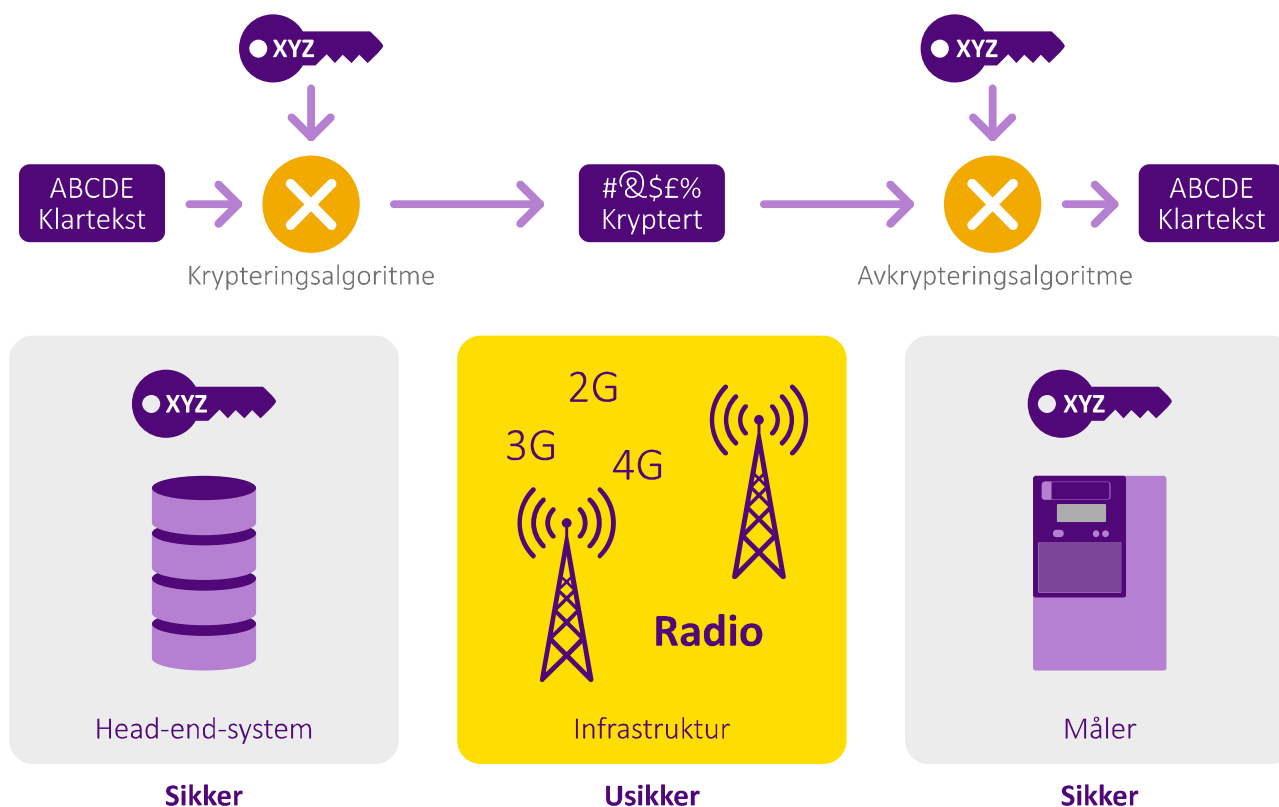 XYZ
XYZ
ABCDE
Klartekst
#@$£%
Kryptert
ABCDE
Klartekst
Krypteringsalgoritme
Avkrypteringsalgoritme
XYZ
2G
3G
4G
Radio
XYZ
Head-end-system
Infrastruktur
Måler
Sikker
Usikker
Sikker